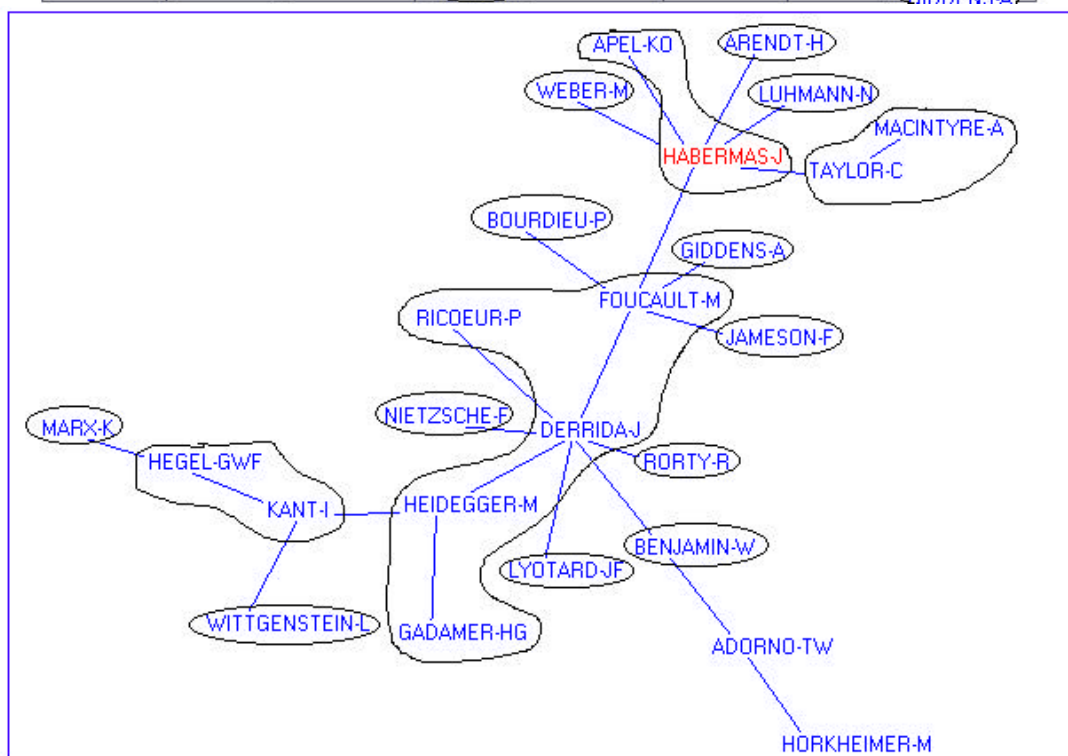 APEL-KO
ARENDT-H
WEBER-M
LUHMANN-N
MACINTYRE-A
HABERMAS-J
TAYLOR-C
BOURDIEU-P
GIDDENS-A
FOUCAULT-M
RICOEUR-P
JAMESON-F
NIETZSCHE-F
MARX-K
DERRIDA-J
HEGEL-GWF
RORTY-R
KANT-I
HEIDEGGER-M
BENJAMIN-W
LYOTARD-JF
WITTGENSTEIN-L
GADAMER-HG
ADORNO-TW
HORKHEIMER-M